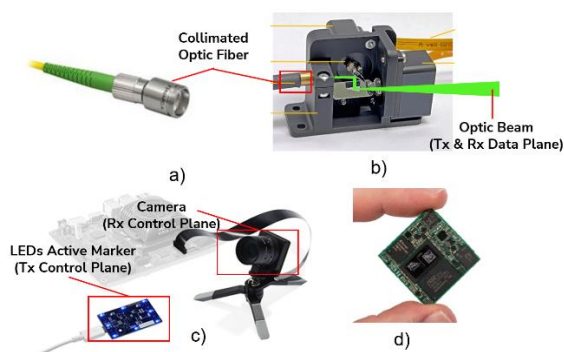 Collimated
Optic Fiber
a)
Optic Beam
(Tx & Rx Data Plane)
b)
Camera
(Rx Control Plane)
LEDs Active Marker
(Tx Control Plane)
c)
d)